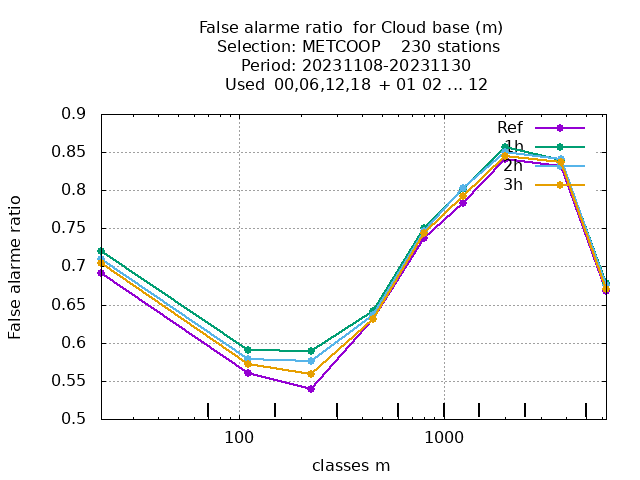 False alarme ratio  for Cloud base (m)
Selection: METCOOP    230 stations
Period: 20231108-20231130
Used  00,06,12,18 + 01 02 ... 12
0.9
0.85
0.8
0.75
0.7
0.65
0.6
0.55
0.5
False alarme ratio
Ref
1h
2h
3h
100
1000
classes m